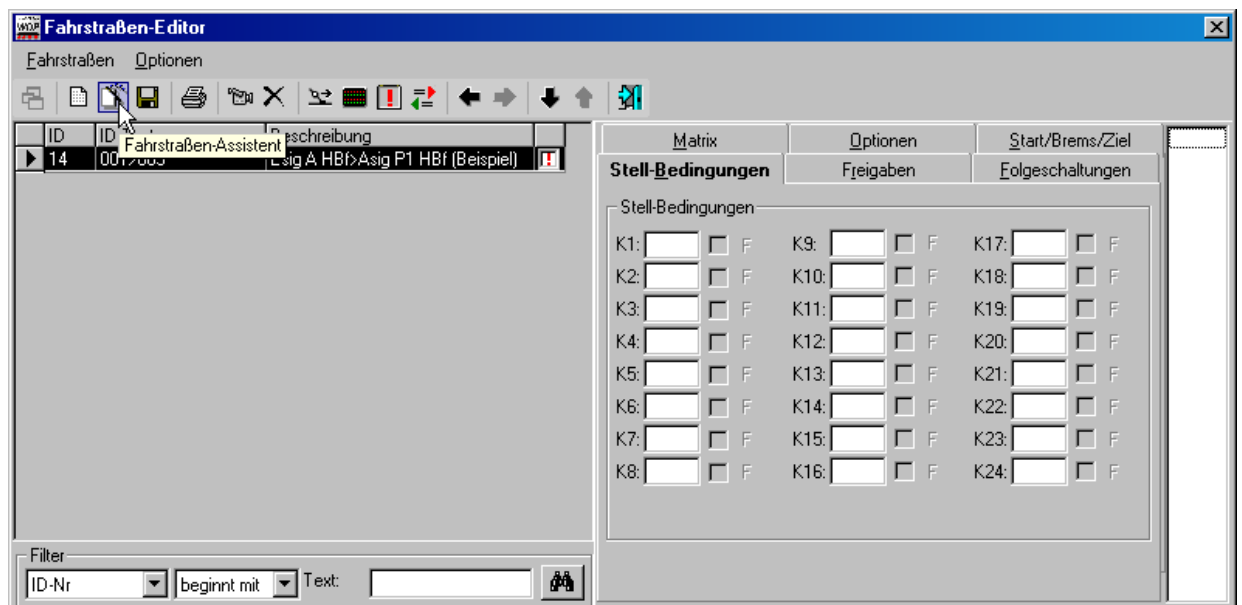 Fahrstraßen-Editor
Fahrstraßen Optionen
ID ID
Beschreibung
Fahrstraßen-Assistent
14
Esig A HBf>Asig P1 HBf (Beispiel)
Matrix Optionen Start/Brems/Ziel
Stell-Bedingungen Freigaben Folgeschaltungen
Stell-Bedingungen
K1: F K9: F K17: F
K2: F K10: F K18: F
K3: F K11: F K19: F
K4: F K12: F K20: F
K5: F K13: F K21: F
K6: F K14: F K22: F
K7: F K15: F K23: F
K8: F K16: F K24: F
Filter
ID-Nr beginnt mit Text: